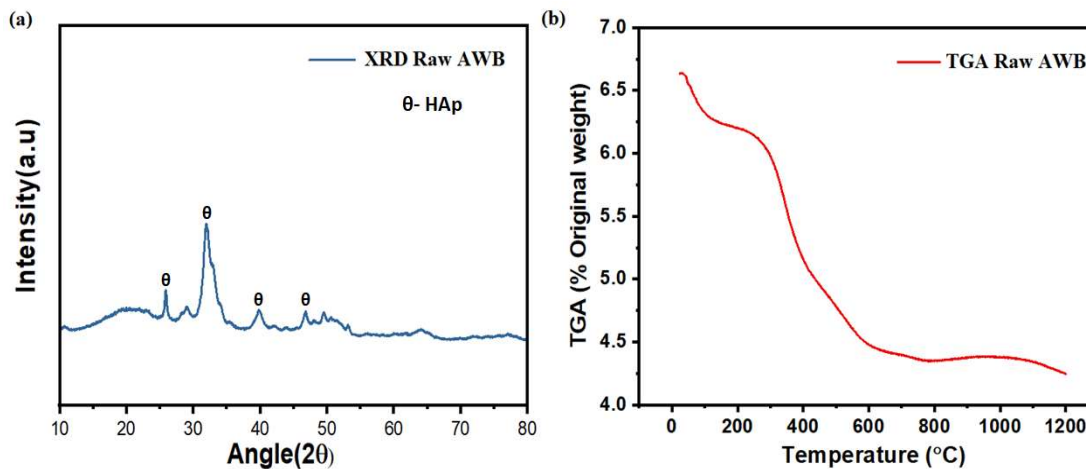 (a)
XRD Raw AWB
θ- HAp
θ
θ
θ
θ
Intensity(a.u)
10 20 30 40 50 60 70 80
Angle(2θ)
(b)
7.0
TGA Raw AWB
6.5
6.0
5.5
5.0
4.5
4.0
TGA (% Original weight)
0 200 400 600 800 1000 1200
Temperature (°C)